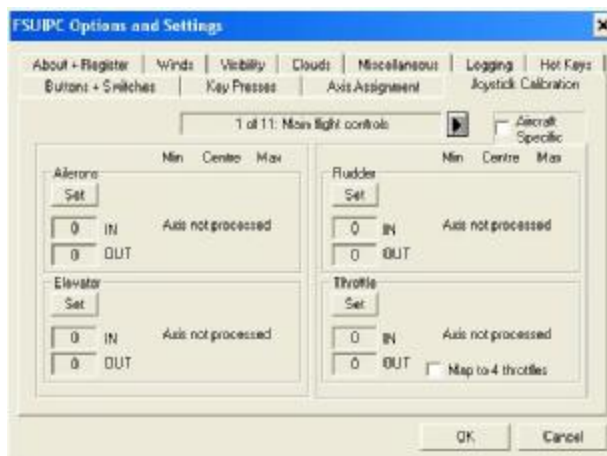 FSUIPC Options and Settings
About + Register Winds Visibility Clouds Miscellaneous Logging Hot Keys
Buttons + Switches Key Presses Axis Assignment Joystick Calibration
1 of 11: Main flight controls
Aircraft Specific
Min Centre Max
Ailerons
Set
0 IN Axis not processed
0 OUT
Min Centre Max
Rudder
Set
0 IN Axis not processed
0 OUT
Elevator
Set
0 IN Axis not processed
0 OUT
Throttle
Set
0 IN Axis not processed
0 OUT Map to 4 throttles
OK Cancel